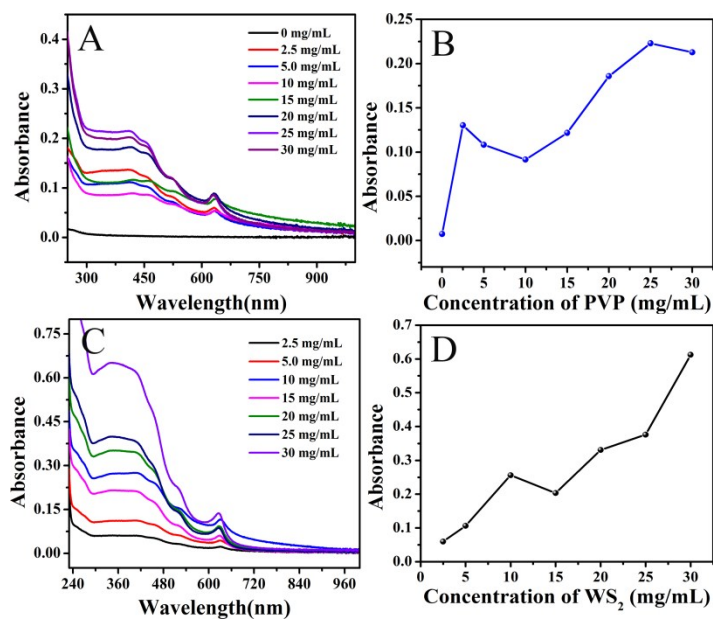 A
0 mg/mL
2.5 mg/mL
5.0 mg/mL
10 mg/mL
15 mg/mL
20 mg/mL
25 mg/mL
30 mg/mL
0.4
0.3
0.2
0.1
0.0
Absorbance
300 450 600 750 900
Wavelength(nm)
B
0.25
0.20
0.15
0.10
0.05
0.00
Absorbance
0 5 10 15 20 25 30
Concentration of PVP (mg/mL)
C
2.5 mg/mL
5.0 mg/mL
10 mg/mL
15 mg/mL
20 mg/mL
25 mg/mL
30 mg/mL
0.75
0.60
0.45
0.30
0.15
0.00
Absorbance
240 360 480 600 720 840 960
Wavelength(nm)
D
0.7
0.6
0.5
0.4
0.3
0.2
0.1
0.0
Absorbance
5 10 15 20 25 30
Concentration of WS₂ (mg/mL)